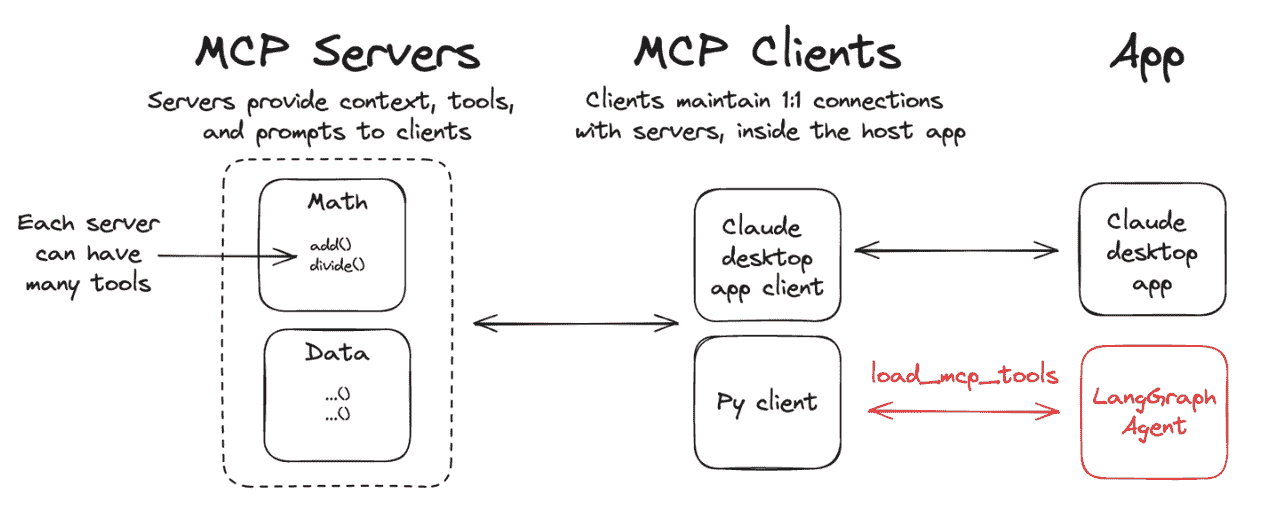 MCP Servers
Servers provide context, tools,
and prompts to clients
MCP Clients
Clients maintain 1:1 connections
with servers, inside the host app
App
Each server
can have
many tools
Math
add()
divide()
Data
...()
...()
Claude
desktop
app client
Py client
Claude
desktop
app
load_mcp_tools
LangGraph
Agent